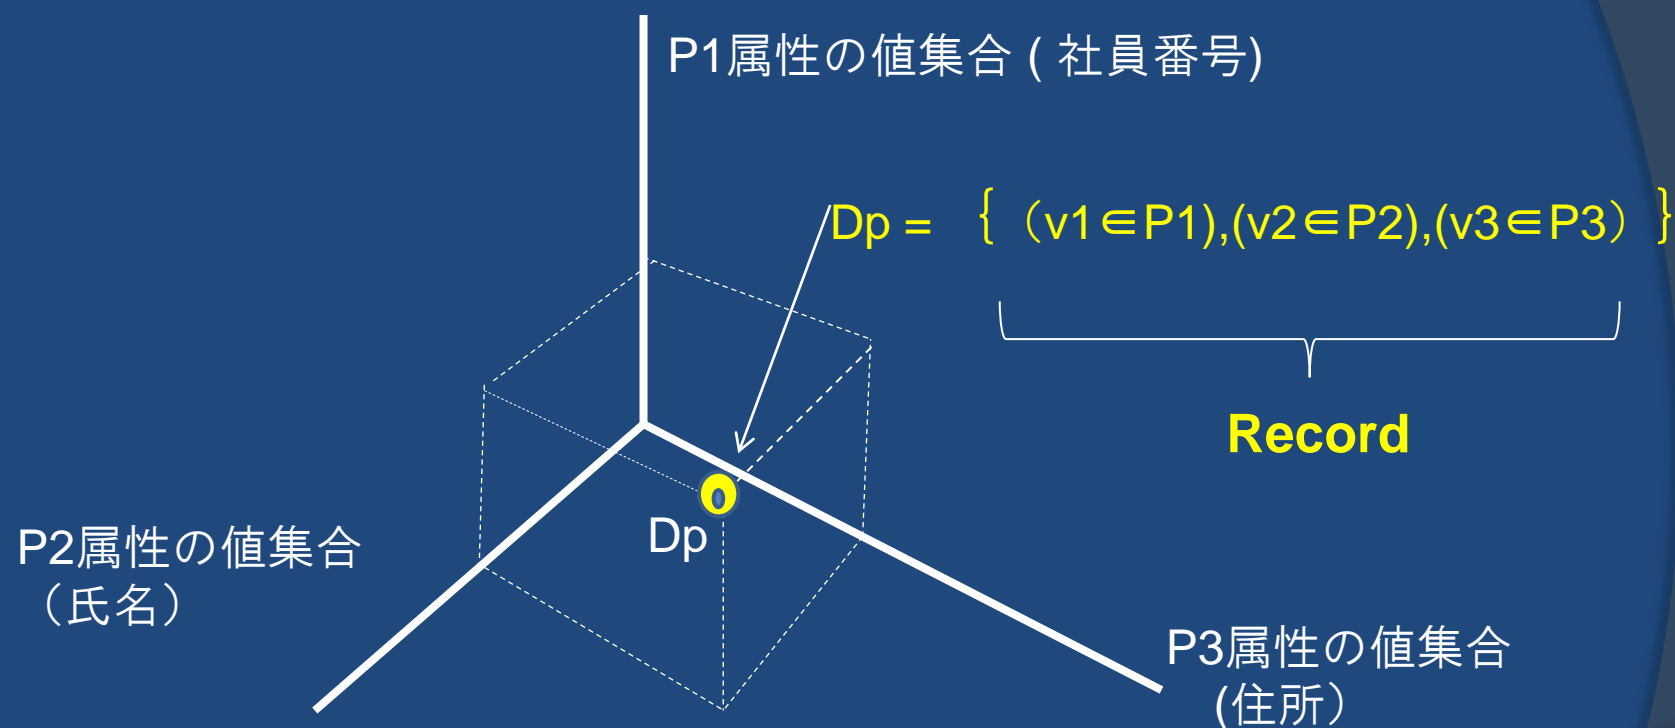 P1属性の値集合 ( 社員番号)
Dp = ｛（v1∈P1),(v2∈P2),(v3∈P3）｝
Record
Dp
P2属性の値集合
（氏名）
P3属性の値集合
(住所）